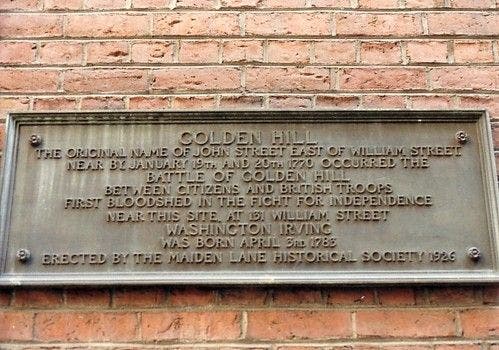 GOLDEN HILL
THE ORIGINAL NAME OF JOHN STREET EAST OF WILLIAM STREET.
NEAR BY JANUARY 19TH AND 20TH 1770 OCCURRED THE
BATTLE OF GOLDEN HILL
BETWEEN CITIZENS AND BRITISH TROOPS
FIRST BLOODSHED IN THE FIGHT FOR INDEPENDENCE
NEAR THIS SITE, AT 131 WILLIAM STREET
WASHINGTON IRVING
WAS BORN APRIL 3RD 1783
ERECTED BY THE MAIDEN LANE HISTORICAL SOCIETY 1926